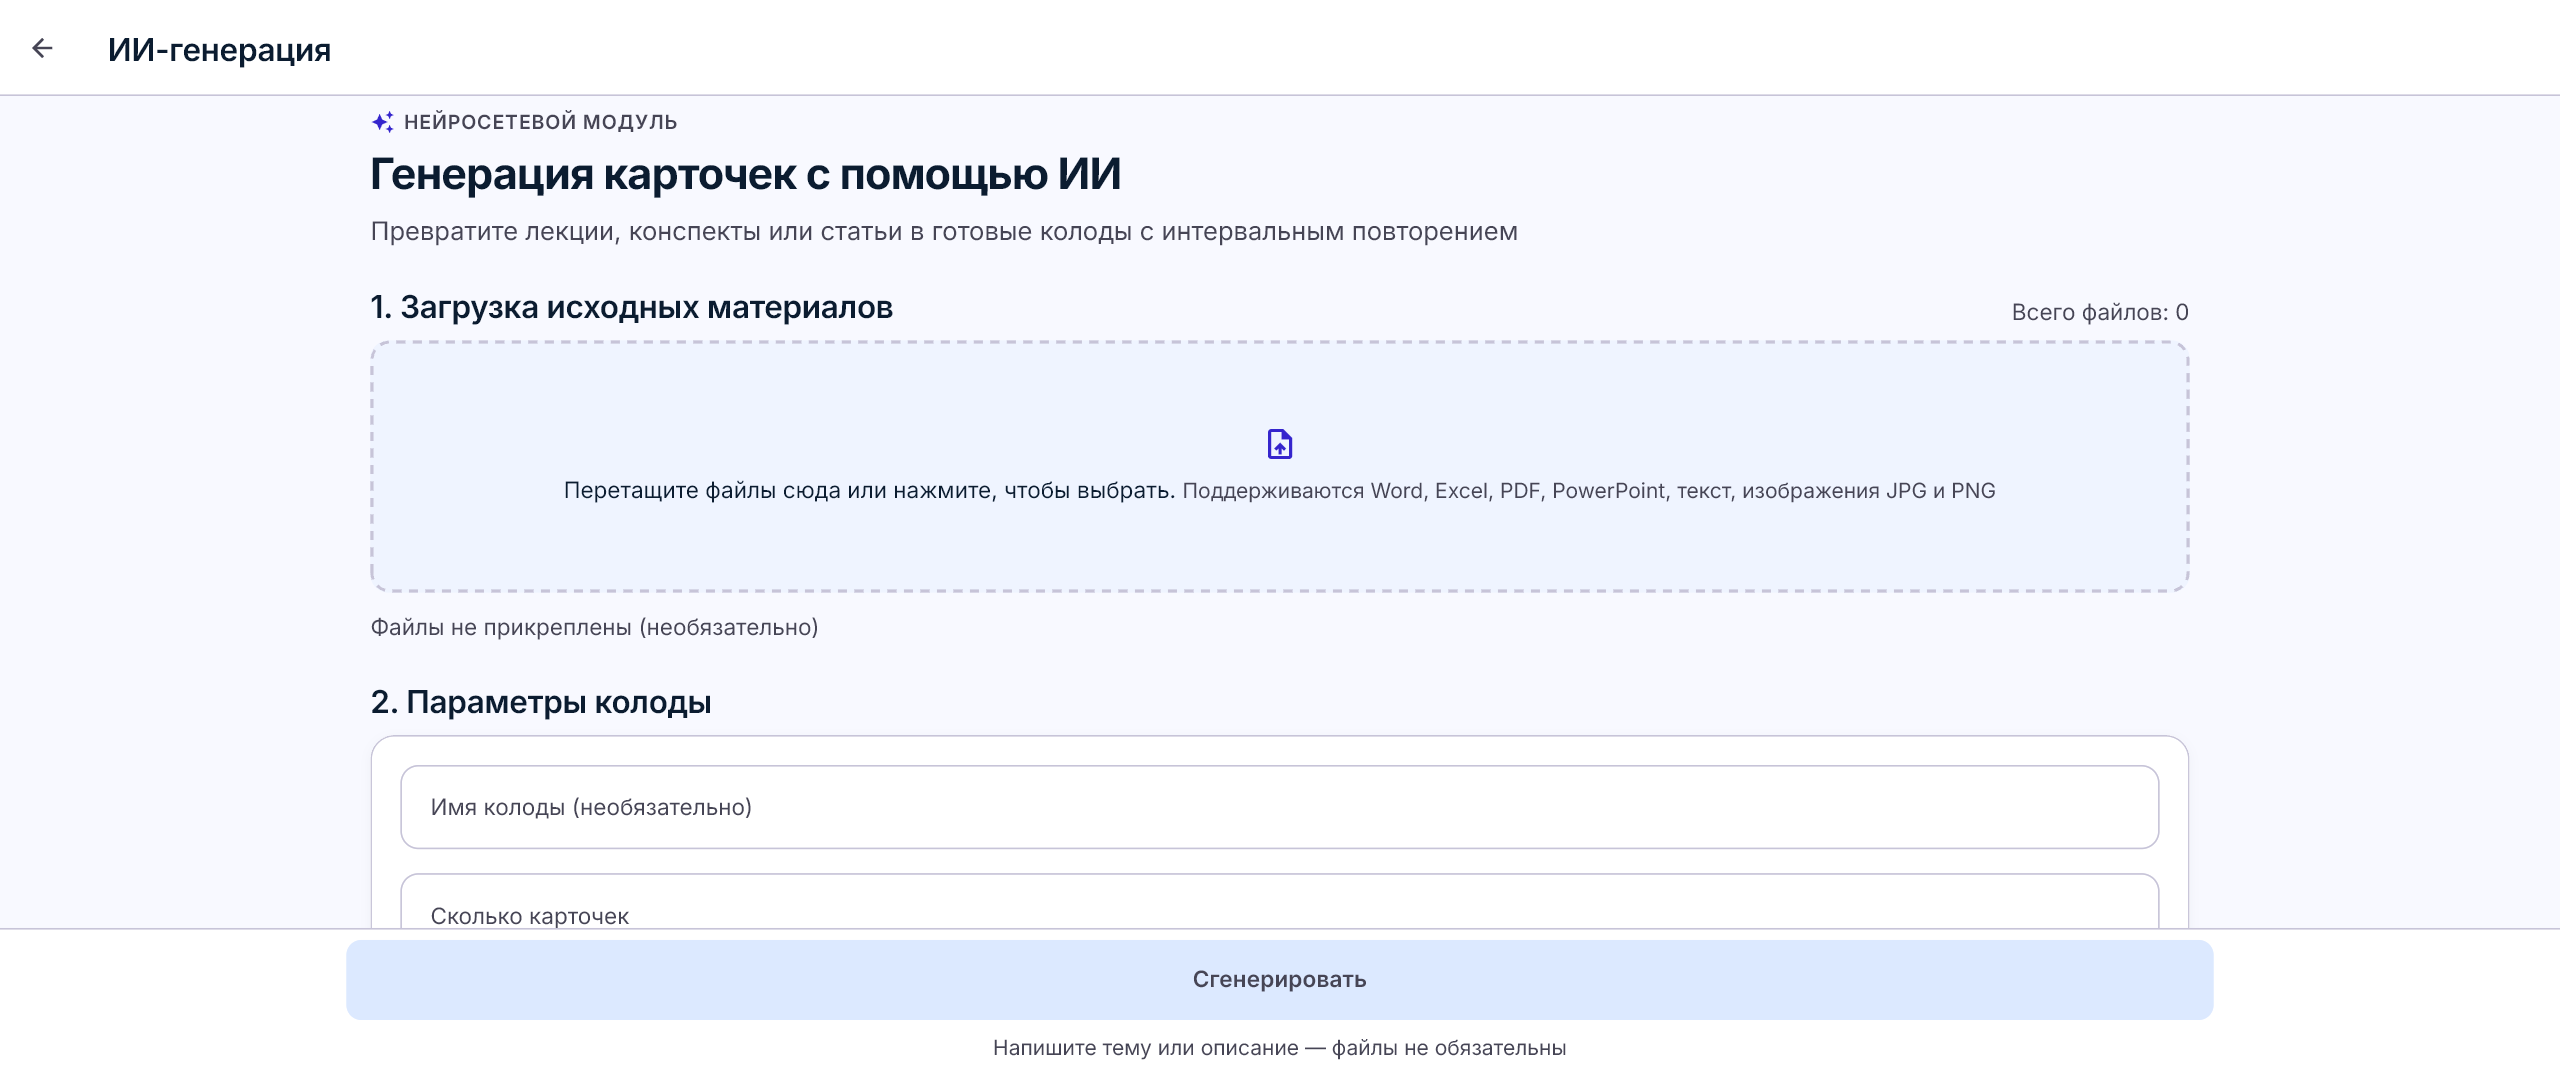 ИИ-генерация
НЕЙРОСЕТЕВОЙ МОДУЛЬ
Генерация карточек с помощью ИИ
Превратите лекции, конспекты или статьи в готовые колоды с интервальным повторением
1. Загрузка исходных материалов
Всего файлов: 0
Перетащите файлы сюда или нажмите, чтобы выбрать. Поддерживаются Word, Excel, PDF, PowerPoint, текст, изображения JPG и PNG
Файлы не прикреплены (необязательно)
2. Параметры колоды
Имя колоды (необязательно)
Сколько карточек
Сгенерировать
Напишите тему или описание — файлы не обязательны